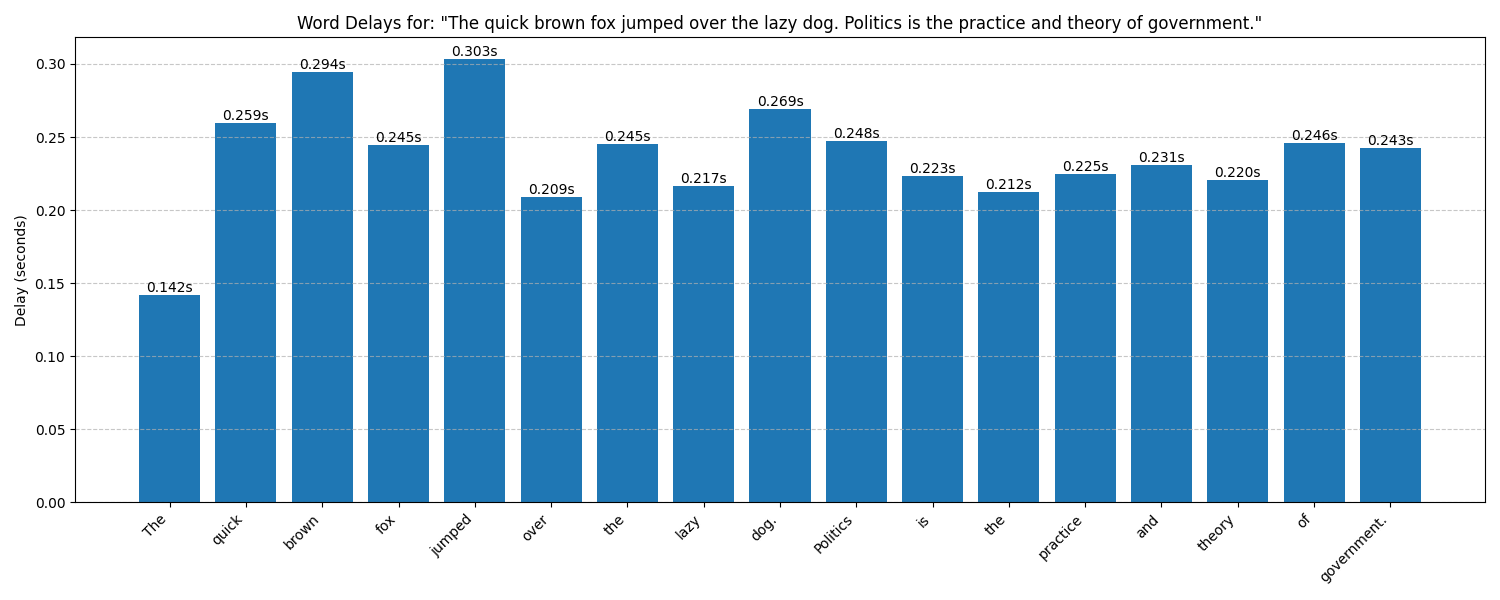 Word Delays for: "The quick brown fox jumped over the lazy dog. Politics is the practice and theory of government."
Delay (seconds)
0.30
0.25
0.20
0.15
0.10
0.05
0.00
0.142s
0.259s
0.294s
0.245s
0.303s
0.209s
0.245s
0.217s
0.269s
0.248s
0.223s
0.212s
0.225s
0.231s
0.220s
0.246s
0.243s
The
quick
brown
fox
jumped
over
the
lazy
dog.
Politics
is
the
practice
and
theory
of
government.